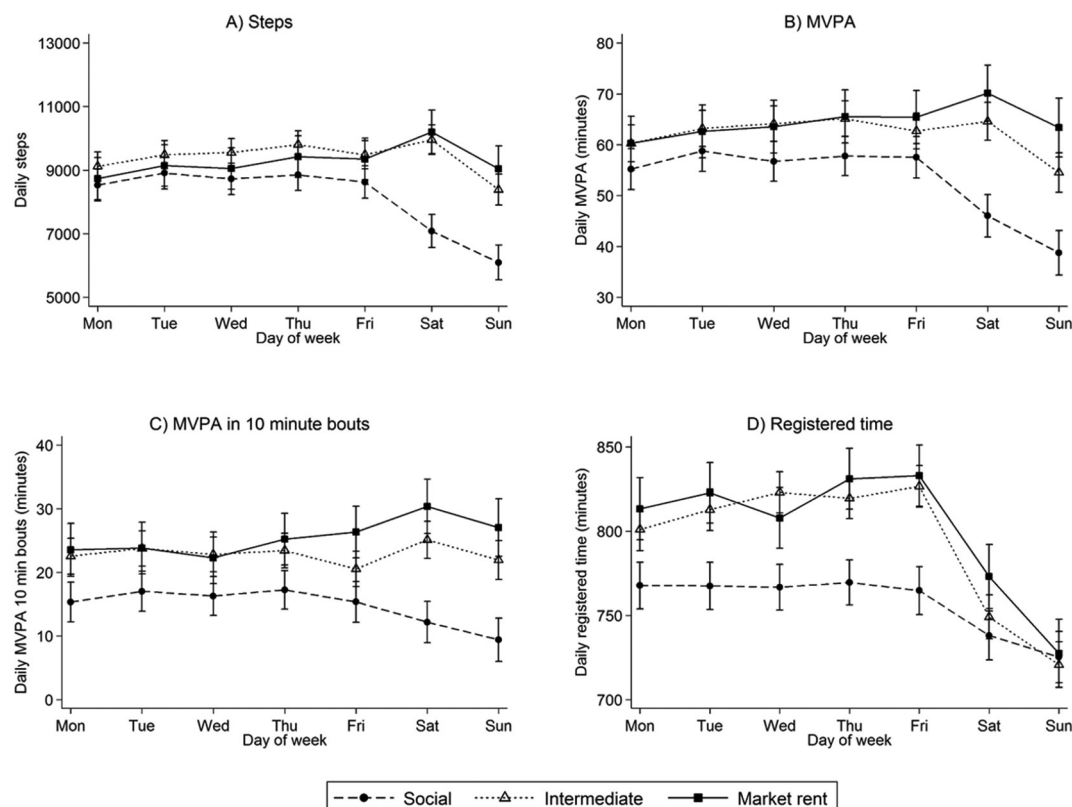 A) Steps
13000
11000
9000
7000
5000
Daily steps
Mon Tue Wed Thu Fri Sat Sun
Day of week
B) MVPA
80
70
60
50
40
30
Daily MVPA (minutes)
Mon Tue Wed Thu Fri Sat Sun
Day of week
C) MVPA in 10 minute bouts
40
30
20
10
0
Daily MVPA 10 min bouts (minutes)
Mon Tue Wed Thu Fri Sat Sun
Day of week
D) Registered time
850
800
750
700
Daily registered time (minutes)
Mon Tue Wed Thu Fri Sat Sun
Day of week
Social Intermediate Market rent